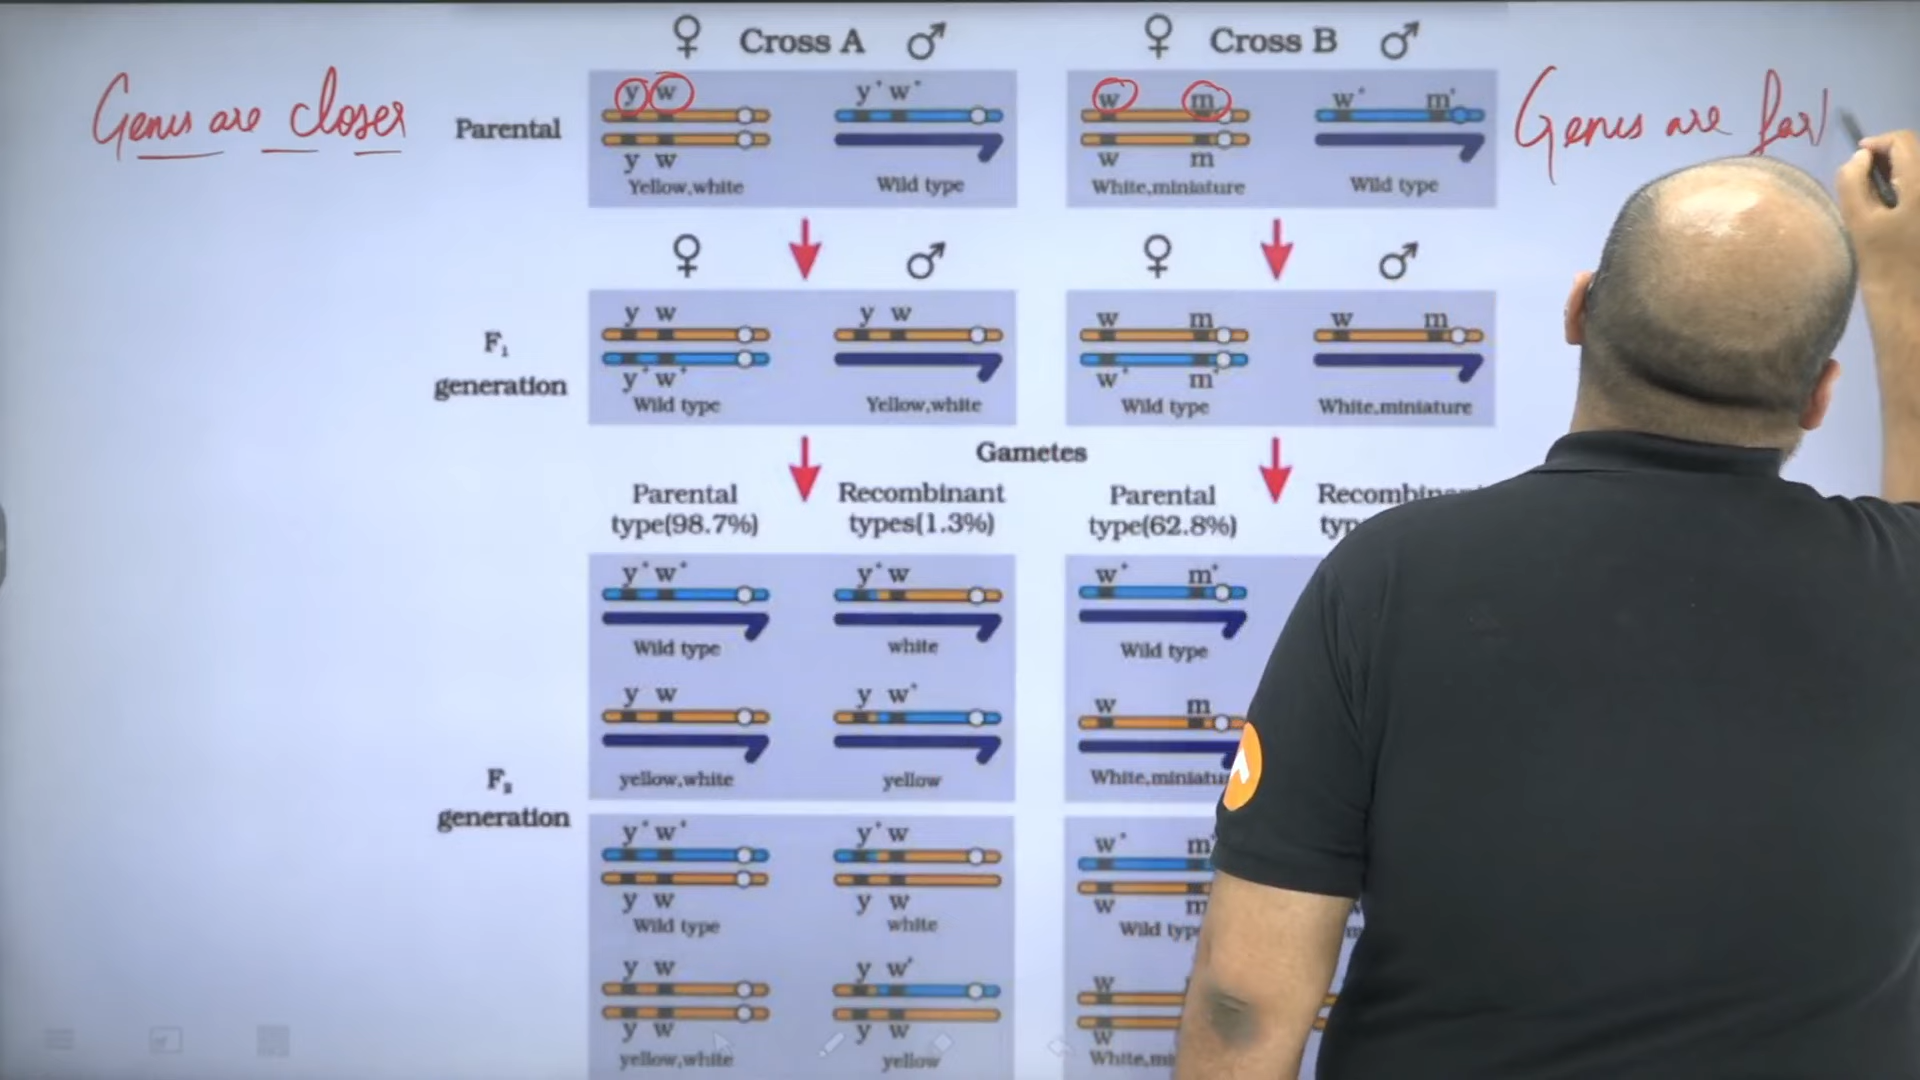 ♀ Cross A ♂
♀ Cross B ♂
Genes are closer
Parental
y w
y w
Yellow,white
y⁺ w⁺
Wild type
w m
w m
White,miniature
w⁺ m⁺
Wild type
Genes are far
♀ ♂
♀ ♂
F₁
generation
y w
y⁺ w⁺
Wild type
y w
Yellow,white
w m
w⁺ m⁺
Wild type
w m
White.miniature
Gametes
Parental
type(98.7%)
Recombinant
types(1.3%)
Parental
type(62.8%)
F₂
generation
y⁺ w⁺
Wild type
y⁺ w
white
w⁺ m⁺
Wild type
y w
yellow,white
y w⁺
yellow
w m
y⁺ w⁺
y w
Wild type
y⁺ w
y w
white
w⁺ m⁺
w
Wild
y w
y w
yellow,white
y w⁺
y w
yellow
w
w